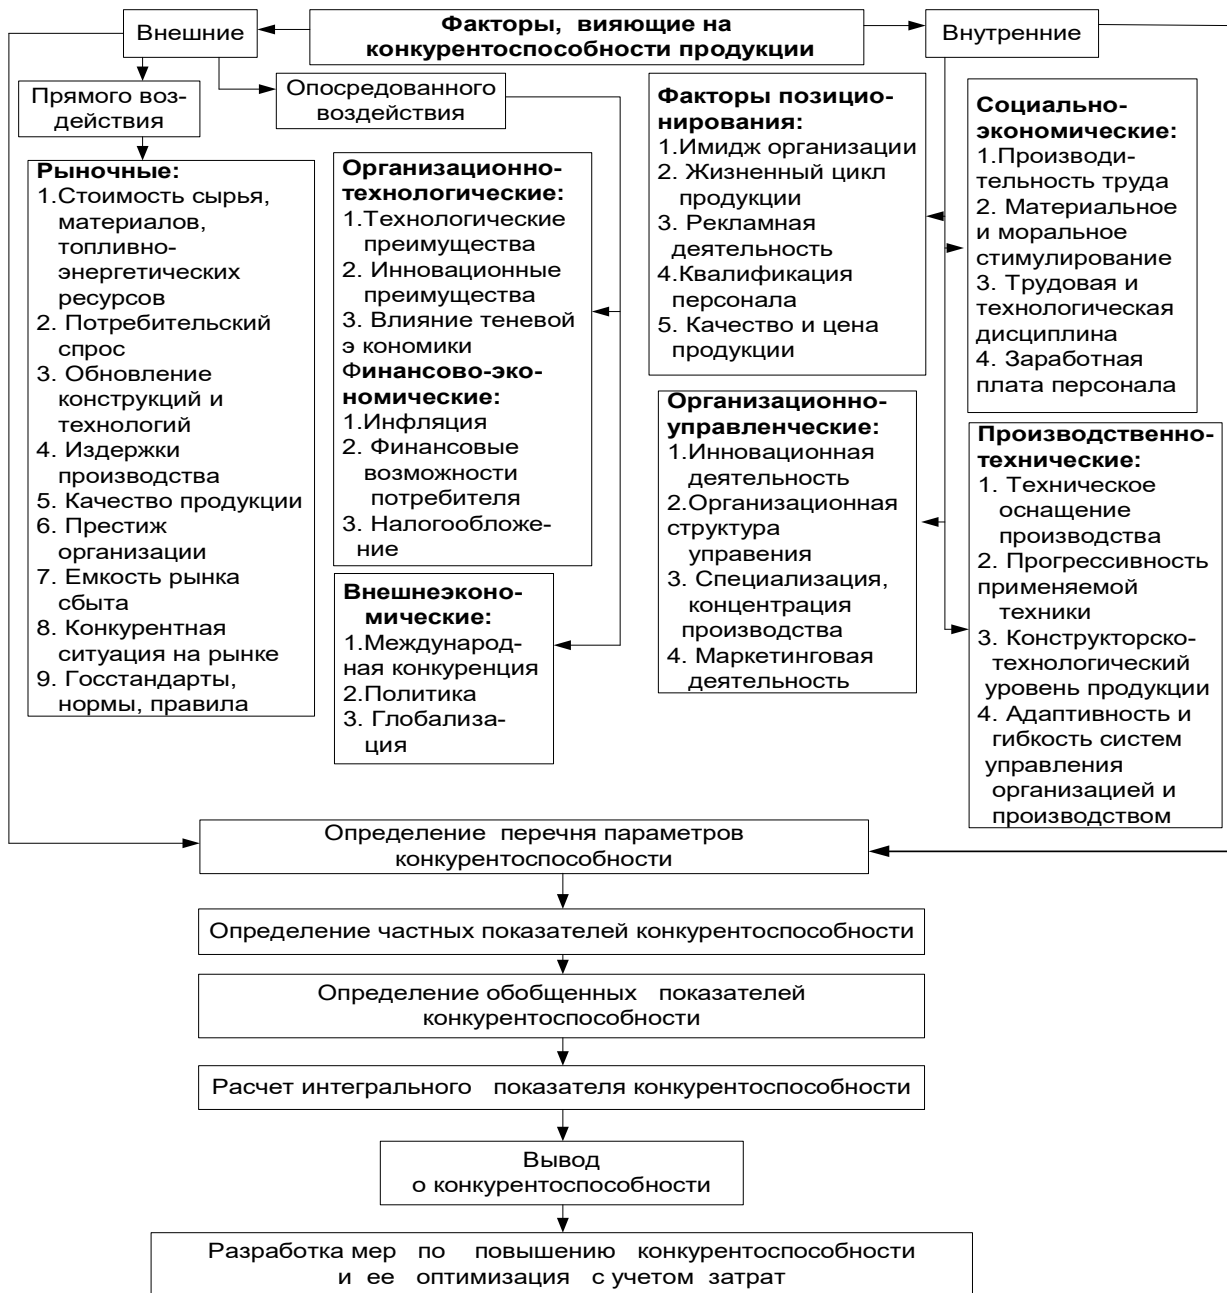 Факторы, вияющие на
конкурентоспособности продукции
Внешние
Внутренние
Прямого воз-
действия
Опосредованного
воздействия
Рыночные:
1.Стоимость сырья,
материалов,
топливно-
энергетических
ресурсов
2. Потребительский
спрос
3. Обновление
конструкций и
технологий
4. Издержки
производства
5. Качество продукции
6. Престиж
организации
7. Емкость рынка
сбыта
8. Конкурентная
ситуация на рынке
9. Госстандарты,
нормы, правила
Организационно-
технологические:
1.Технологические
преимущества
2. Инновационные
преимущества
3. Влияние теневой
э кономики
Финансово-эко-
номические:
1.Инфляция
2. Финансовые
возможности
потребителя
3. Налогообложе-
ние
Внешнеэконо-
мические:
1.Международ-
ная конкуренция
2.Политика
3. Глобализа-
ция
Факторы позицио-
нирования:
1.Имидж организации
2. Жизненный цикл
продукции
3. Рекламная
деятельность
4.Квалификация
персонала
5. Качество и цена
продукции
Организационно-
управленческие:
1.Инновационная
деятельность
2.Организационная
структура
управения
3. Специализация,
концентрация
производства
4. Маркетинговая
деятельность
Социально-
экономические:
1.Производи-
тельность труда
2. Материальное
и моральное
стимулирование
3. Трудовая и
технологическая
дисциплина
4. Заработная
плата персонала
Производственно-
технические:
1. Техническое
оснащение
производства
2. Прогрессивность
применяемой
техники
3. Конструкторско-
технологический
уровень продукции
4. Адаптивность и
гибкость систем
управления
организацией и
производством
Определение перечня параметров
конкурентоспособности
Определение частных показателей конкурентоспособности
Определение обобщенных показателей
конкурентоспособности
Расчет интегрального показателя конкурентоспособности
Вывод
о конкурентоспособности
Разработка мер по повышению конкурентоспособности
и ее оптимизация с учетом затрат